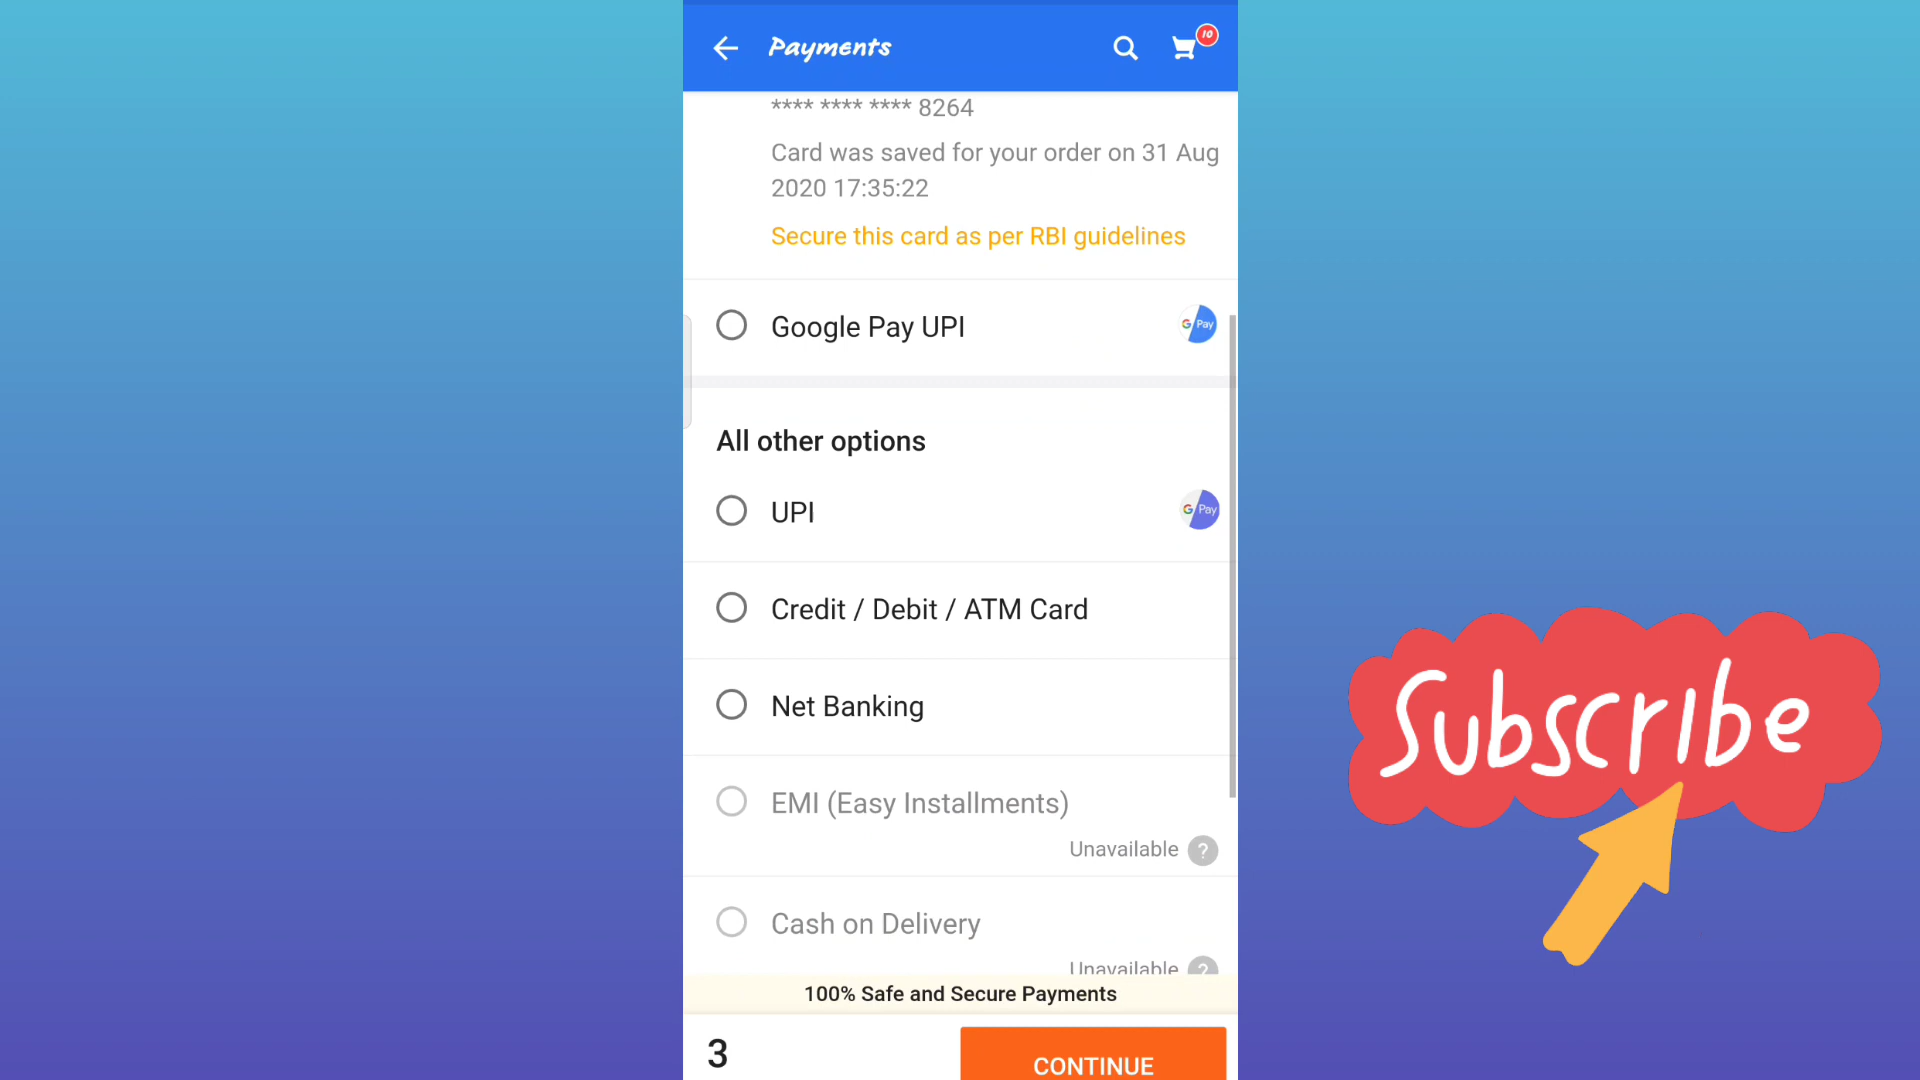 Payments
10
**** **** **** 8264
Card was saved for your order on 31 Aug
2020 17:35:22
Secure this card as per RBI guidelines
Google Pay UPI
G Pay
All other options
UPI
G Pay
Credit / Debit / ATM Card
Net Banking
EMI (Easy Installments)
Unavailable ?
Cash on Delivery
Unavailable ?
100% Safe and Secure Payments
3
CONTINUE
Subscribe